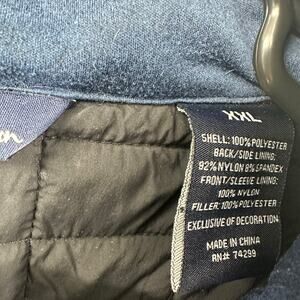 XXL
SHELL: 100% POLYESTER
BACK/SIDE LINING:
92% NYLON 8% SPANDEX
FRONT/SLEEVE LINING:
100% NYLON
FILLER: 100% POLYESTER
EXCLUSIVE OF DECORATION
MADE IN CHINA
RN# 74299